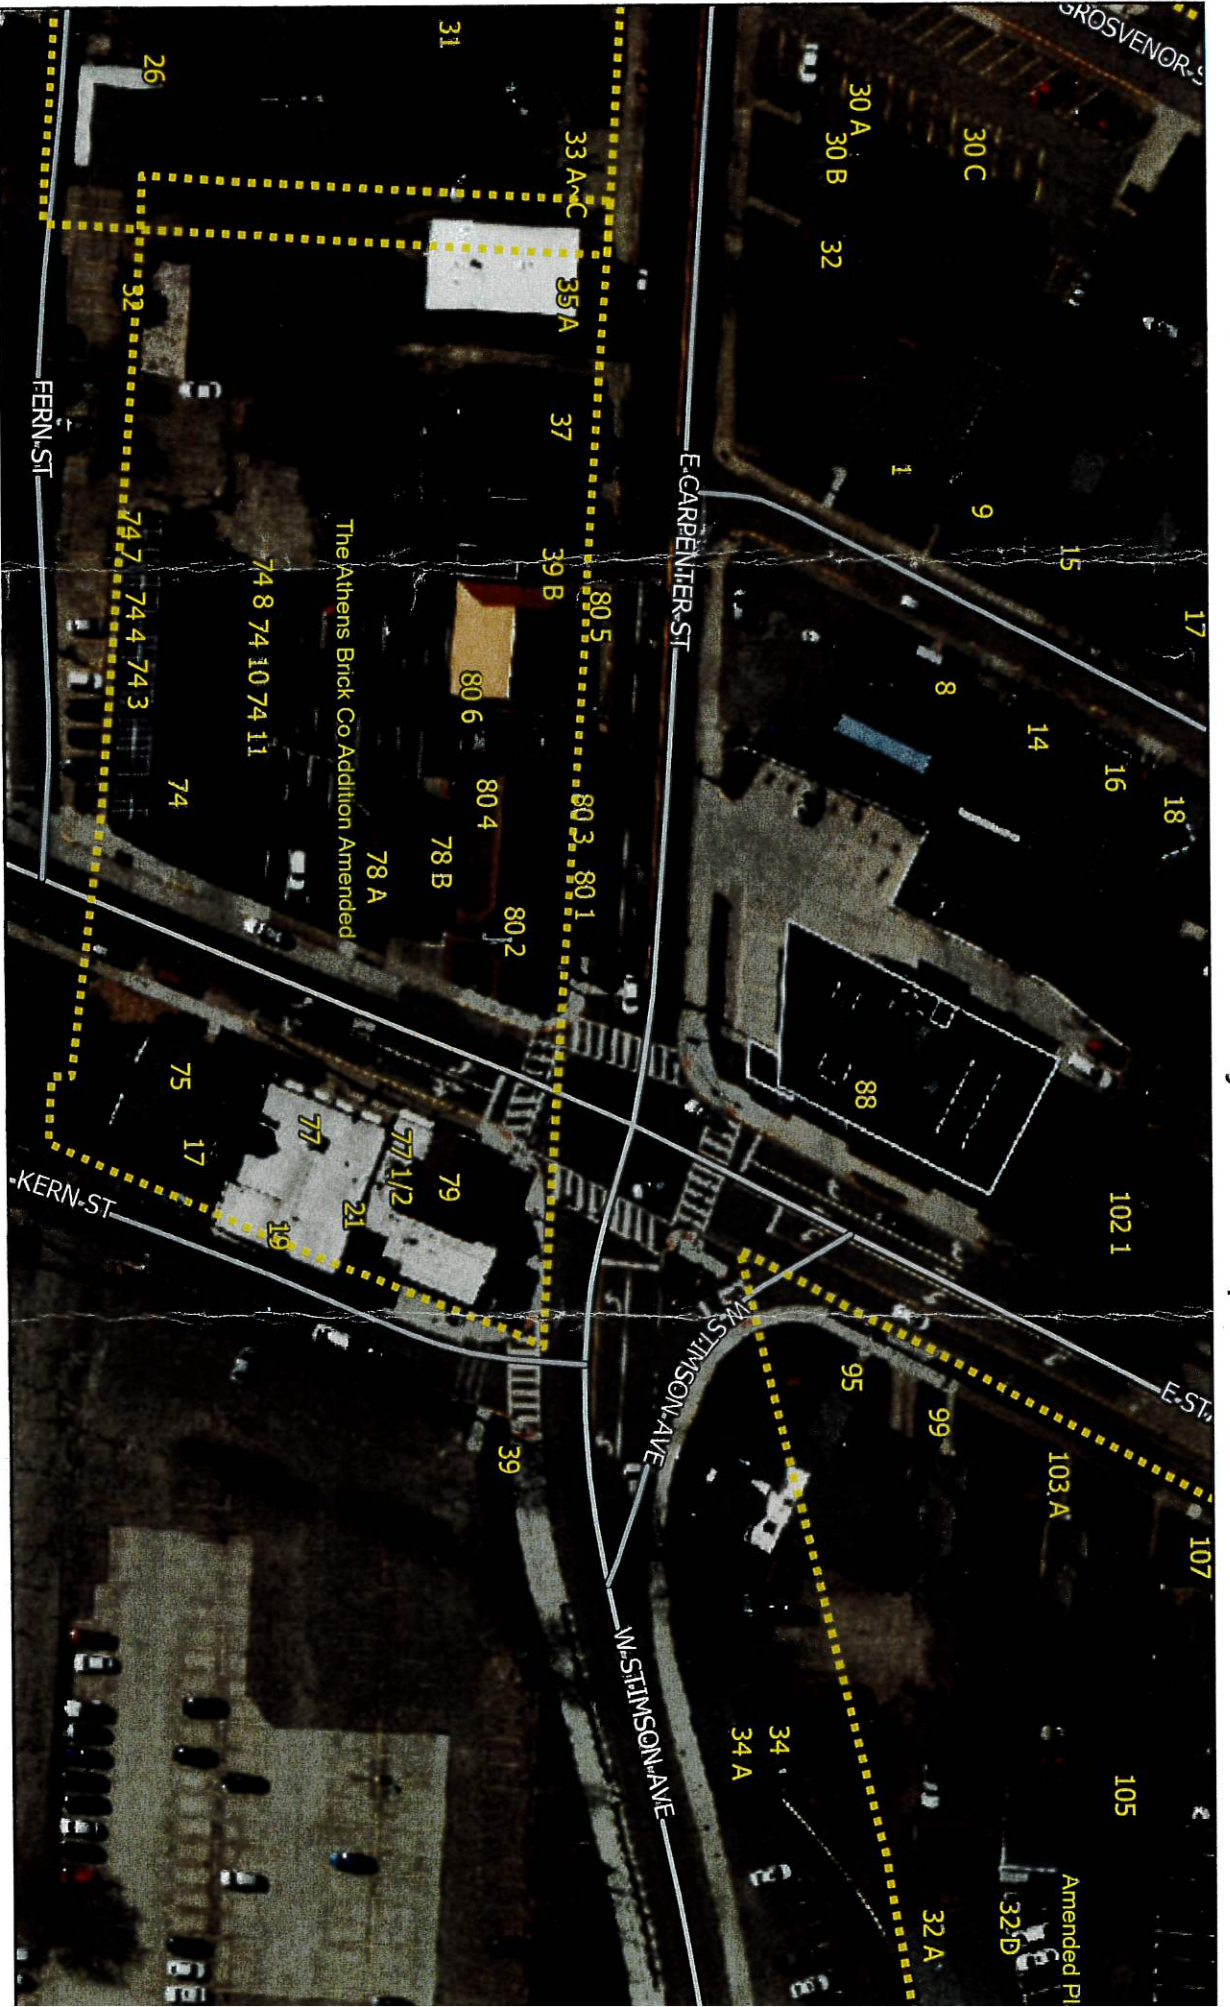 GROSVENOR S
31
26
30 A
30 B
30 C
33 A-C
32
35 A
32
FERN ST
37
1
9
15
17
E CARPENTER ST
39 B
80 5
74 7 74 4 74 3
74 8 74 10 74 11
The Athens Brick Co Addition Amended
80 6
8
14
16
18
74
80 4
80 3 80 1
78 B
78 A
80 2
88
75
17
77
77 1/2
79
21
19
KERN ST
102 1
W STIMSON AVE
E ST
95
99
103 A
107
39
W STIMSON AVE
34
34 A
105
32 A
32 D
Amended Pl